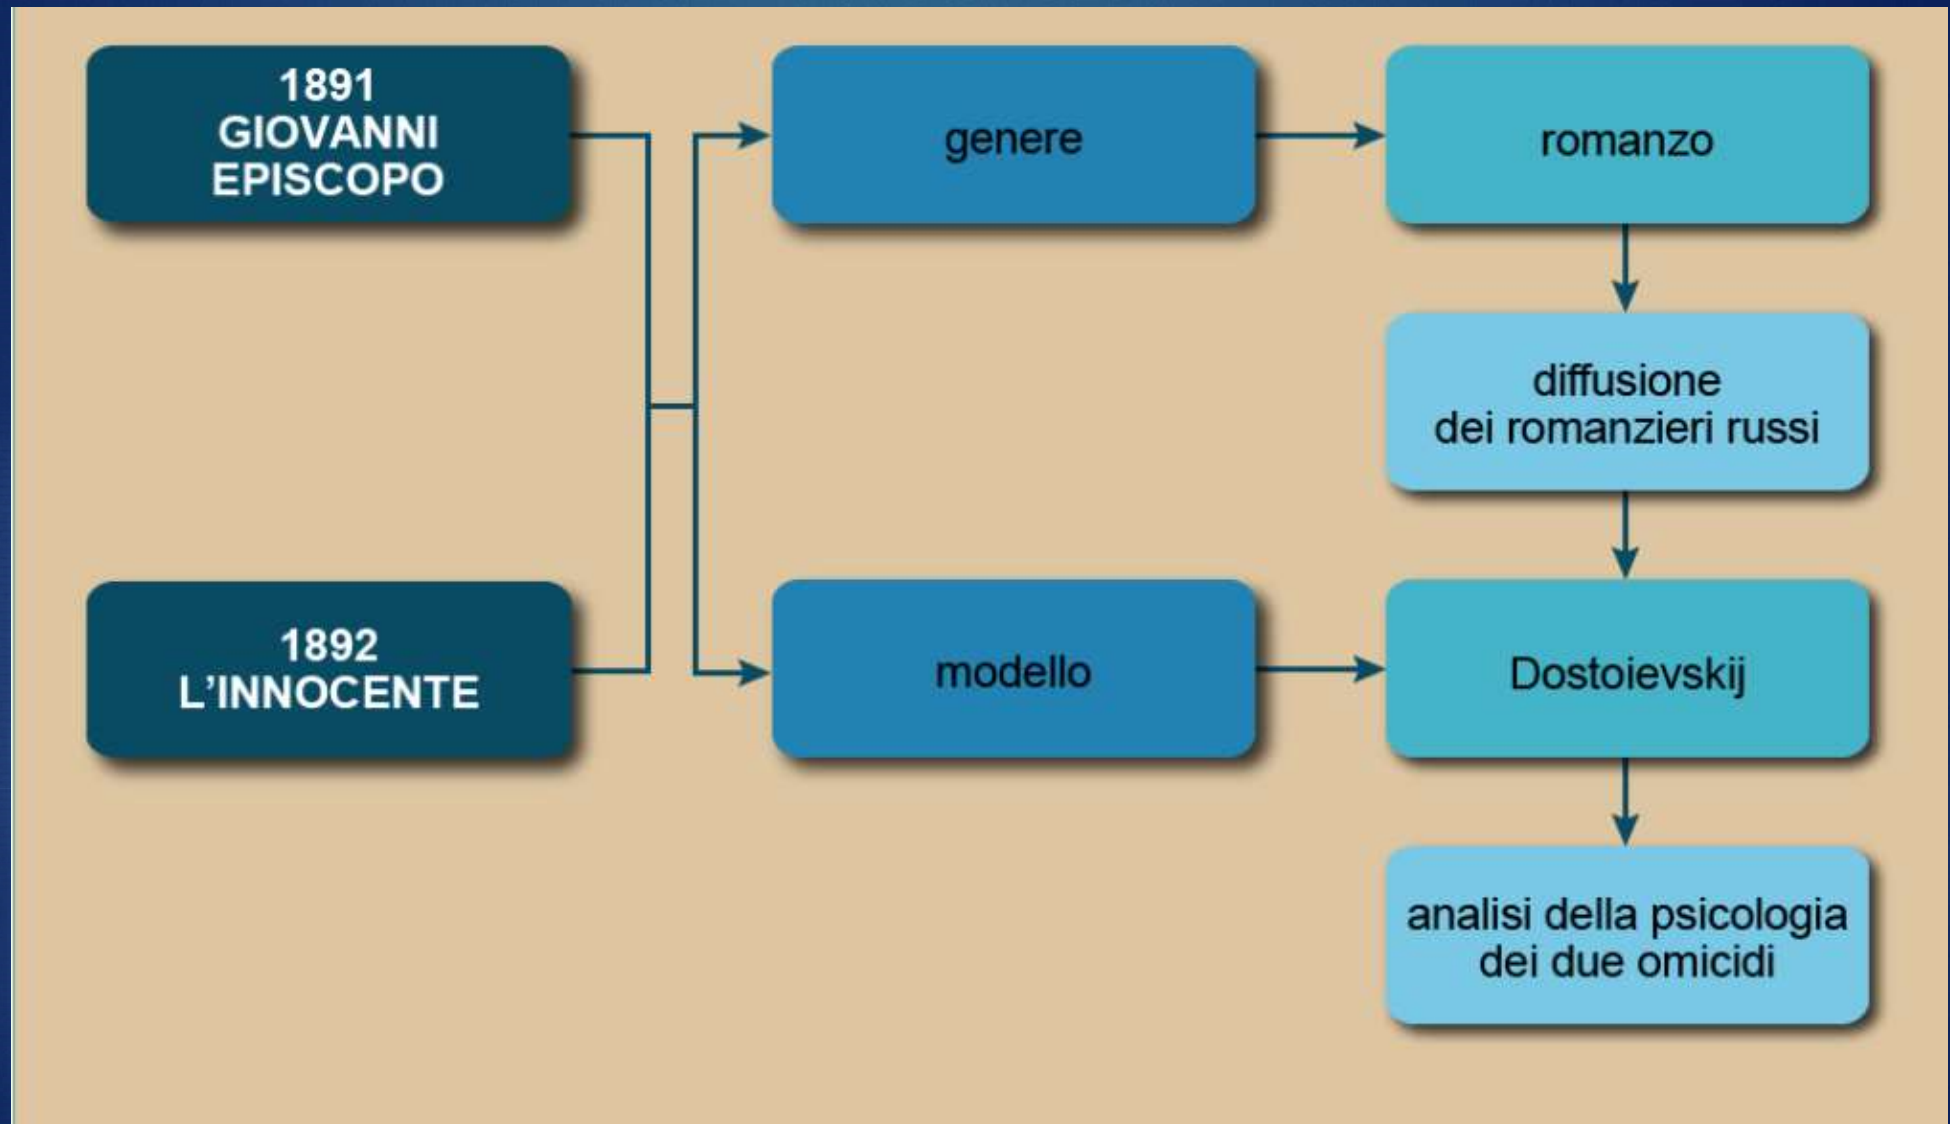 1891
GIOVANNI
EPISCOPO
genere
romanzo
diffusione
dei romanzieri russi
1892
L'INNOCENTE
modello
Dostoievskij
analisi della psicologia
dei due omicidi